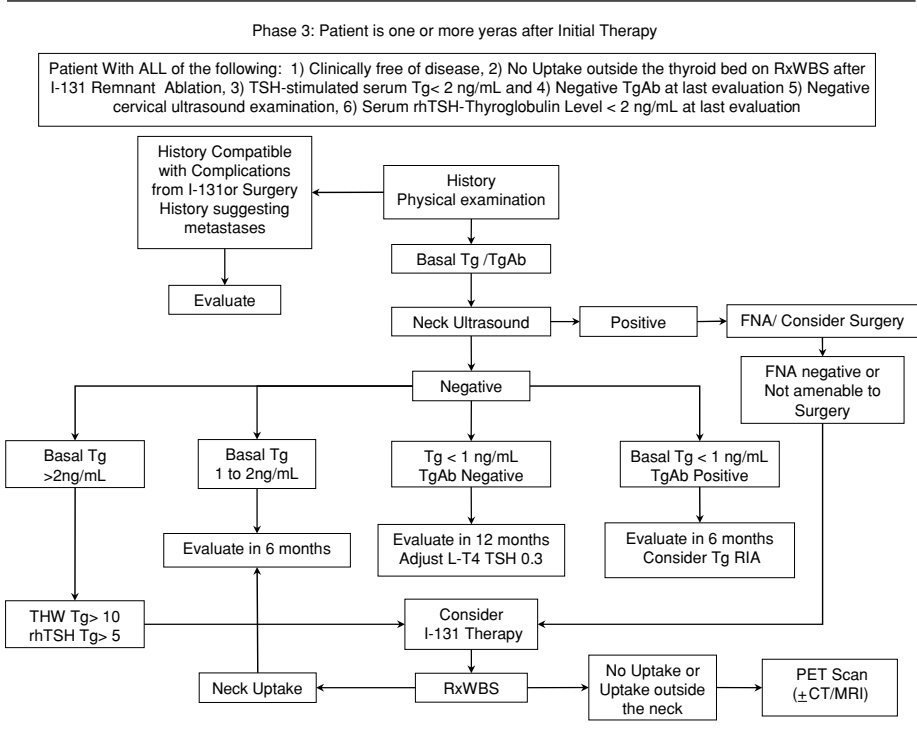 Phase 3: Patient is one or more yeras after Initial Therapy
Patient With ALL of the following: 1) Clinically free of disease, 2) No Uptake outside the thyroid bed on RxWBS after
I-131 Remnant Ablation, 3) TSH-stimulated serum Tg< 2 ng/mL and 4) Negative TgAb at last evaluation 5) Negative
cervical ultrasound examination, 6) Serum rhTSH-Thyroglobulin Level < 2 ng/mL at last evaluation
History Compatible
with Complications
from I-131or Surgery
History suggesting
metastases
History
Physical examination
Basal Tg /TgAb
Evaluate
Neck Ultrasound
Positive
FNA/ Consider Surgery
FNA negative or
Not amenable to
Surgery
Negative
Basal Tg
>2ng/mL
Basal Tg
1 to 2ng/mL
Tg < 1 ng/mL
TgAb Negative
Basal Tg < 1 ng/mL
TgAb Positive
Evaluate in 6 months
Evaluate in 12 months
Adjust L-T4 TSH 0.3
Evaluate in 6 months
Consider Tg RIA
THW Tg> 10
rhTSH Tg> 5
Consider
I-131 Therapy
Neck Uptake
RxWBS
No Uptake or
Uptake outside
the neck
PET Scan
(±CT/MRI)